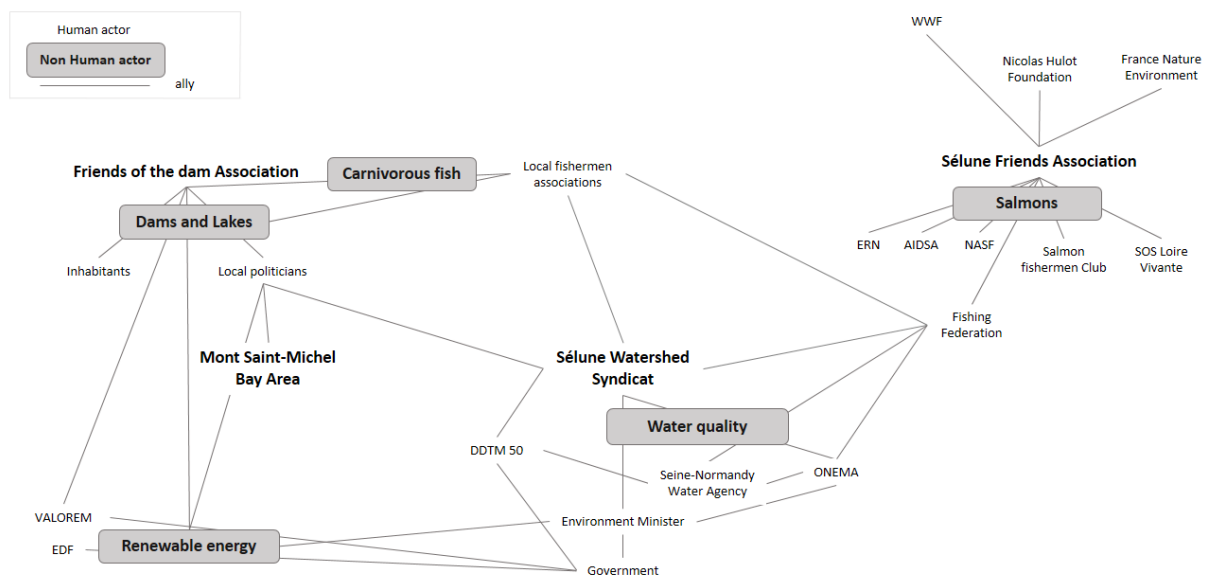 Human actor
Non Human actor
ally
WWF
Nicolas Hulot
Foundation
France Nature
Environment
Friends of the dam Association
Carnivorous fish
Local fishermen
associations
Sélune Friends Association
Salmons
Dams and Lakes
ERN
AIDSA
NASF
Salmon
fishermen Club
SOS Loire
Vivante
Inhabitants
Local politicians
Fishing
Federation
Mont Saint-Michel
Bay Area
Sélune Watershed
Syndicat
Water quality
DDTM 50
Seine-Normandy
Water Agency
ONEMA
VALOREM
Environment Minister
EDF
Renewable energy
Government